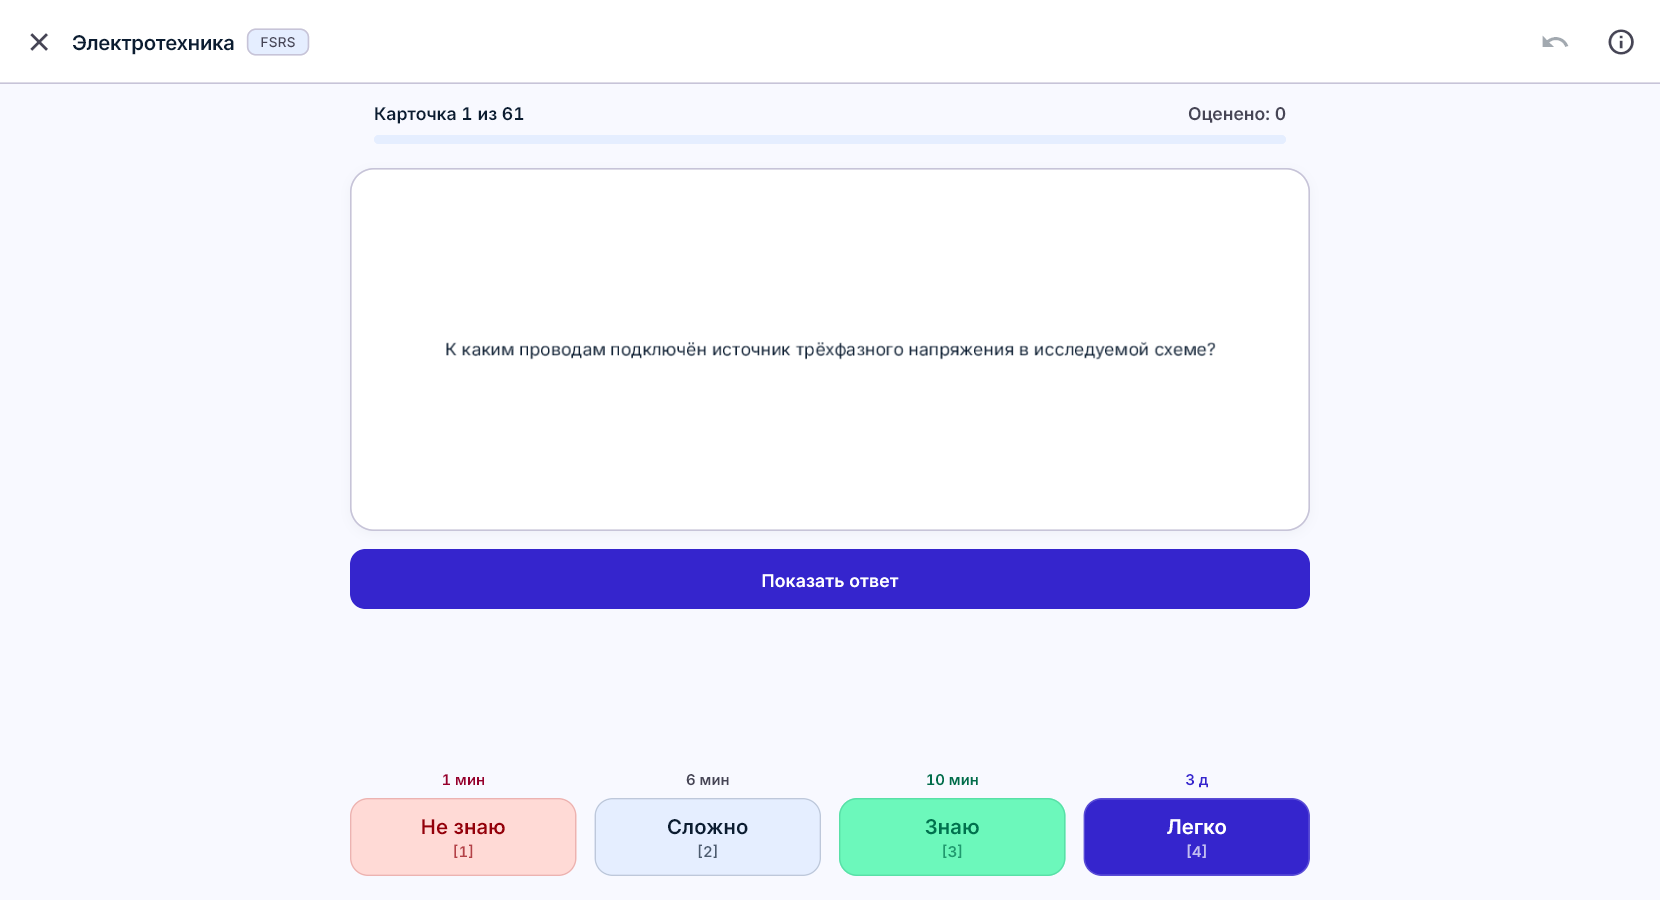 Электротехника FSRS
Карточка 1 из 61 Оценено: 0
К каким проводам подключён источник трёхфазного напряжения в исследуемой схеме?
Показать ответ
1 мин 6 мин 10 мин 3 д
Не знаю Сложно Знаю Легко
[1] [2] [3] [4]